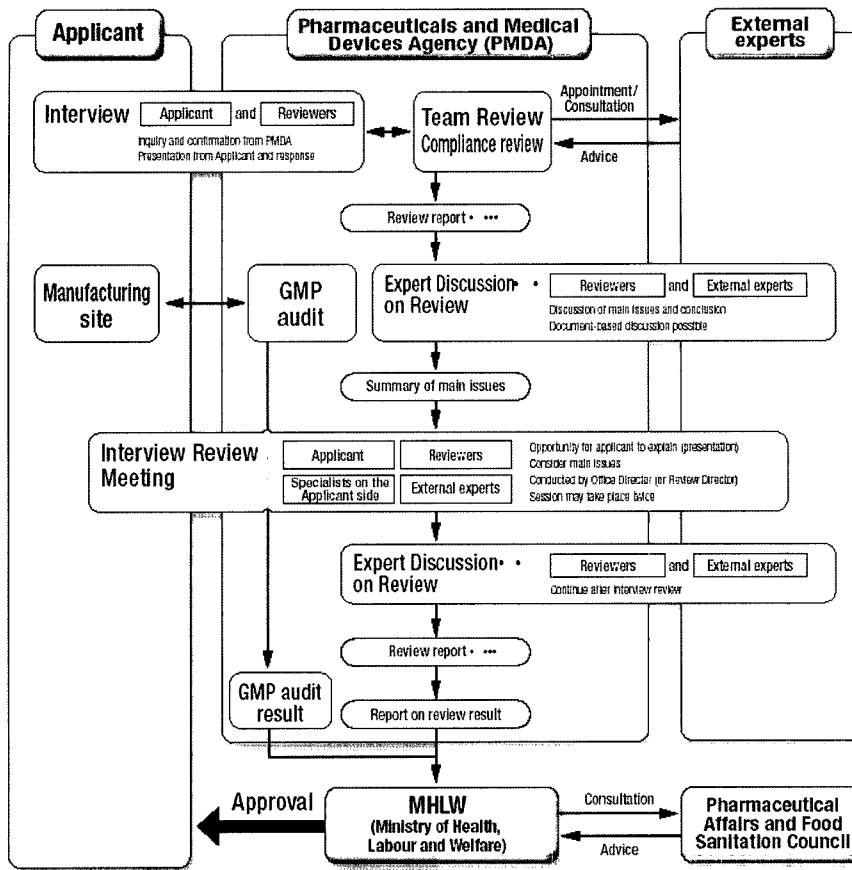 Applicant
Pharmaceuticals and Medical
Devices Agency (PMDA)
External
experts
Interview
Applicant
and
Reviewers
Inquiry and confirmation from PMDA
Presentation from Applicant and response
Team Review
Compliance review
Appointment/
Consultation
Advice
Review report • •••
Manufacturing
site
GMP
audit
Expert Discussion • •
on Review
Reviewers
and
External experts
Discussion of main issues and conclusion
Document-based discussion possible
Summary of main issues
Interview Review
Meeting
Applicant
Reviewers
Specialists on the
Applicant side
External experts
Opportunity for applicant to explain (presentation)
Consider main issues
Conducted by Office Director (or Review Director)
Session may take place twice
Expert Discussion • •
on Review
Reviewers
and
External experts
Continue after interview review
Review report • •••
GMP audit
result
Report on review result
Approval
MHLW
(Ministry of Health,
Labour and Welfare)
Consultation
Advice
Pharmaceutical
Affairs and Food
Sanitation Council